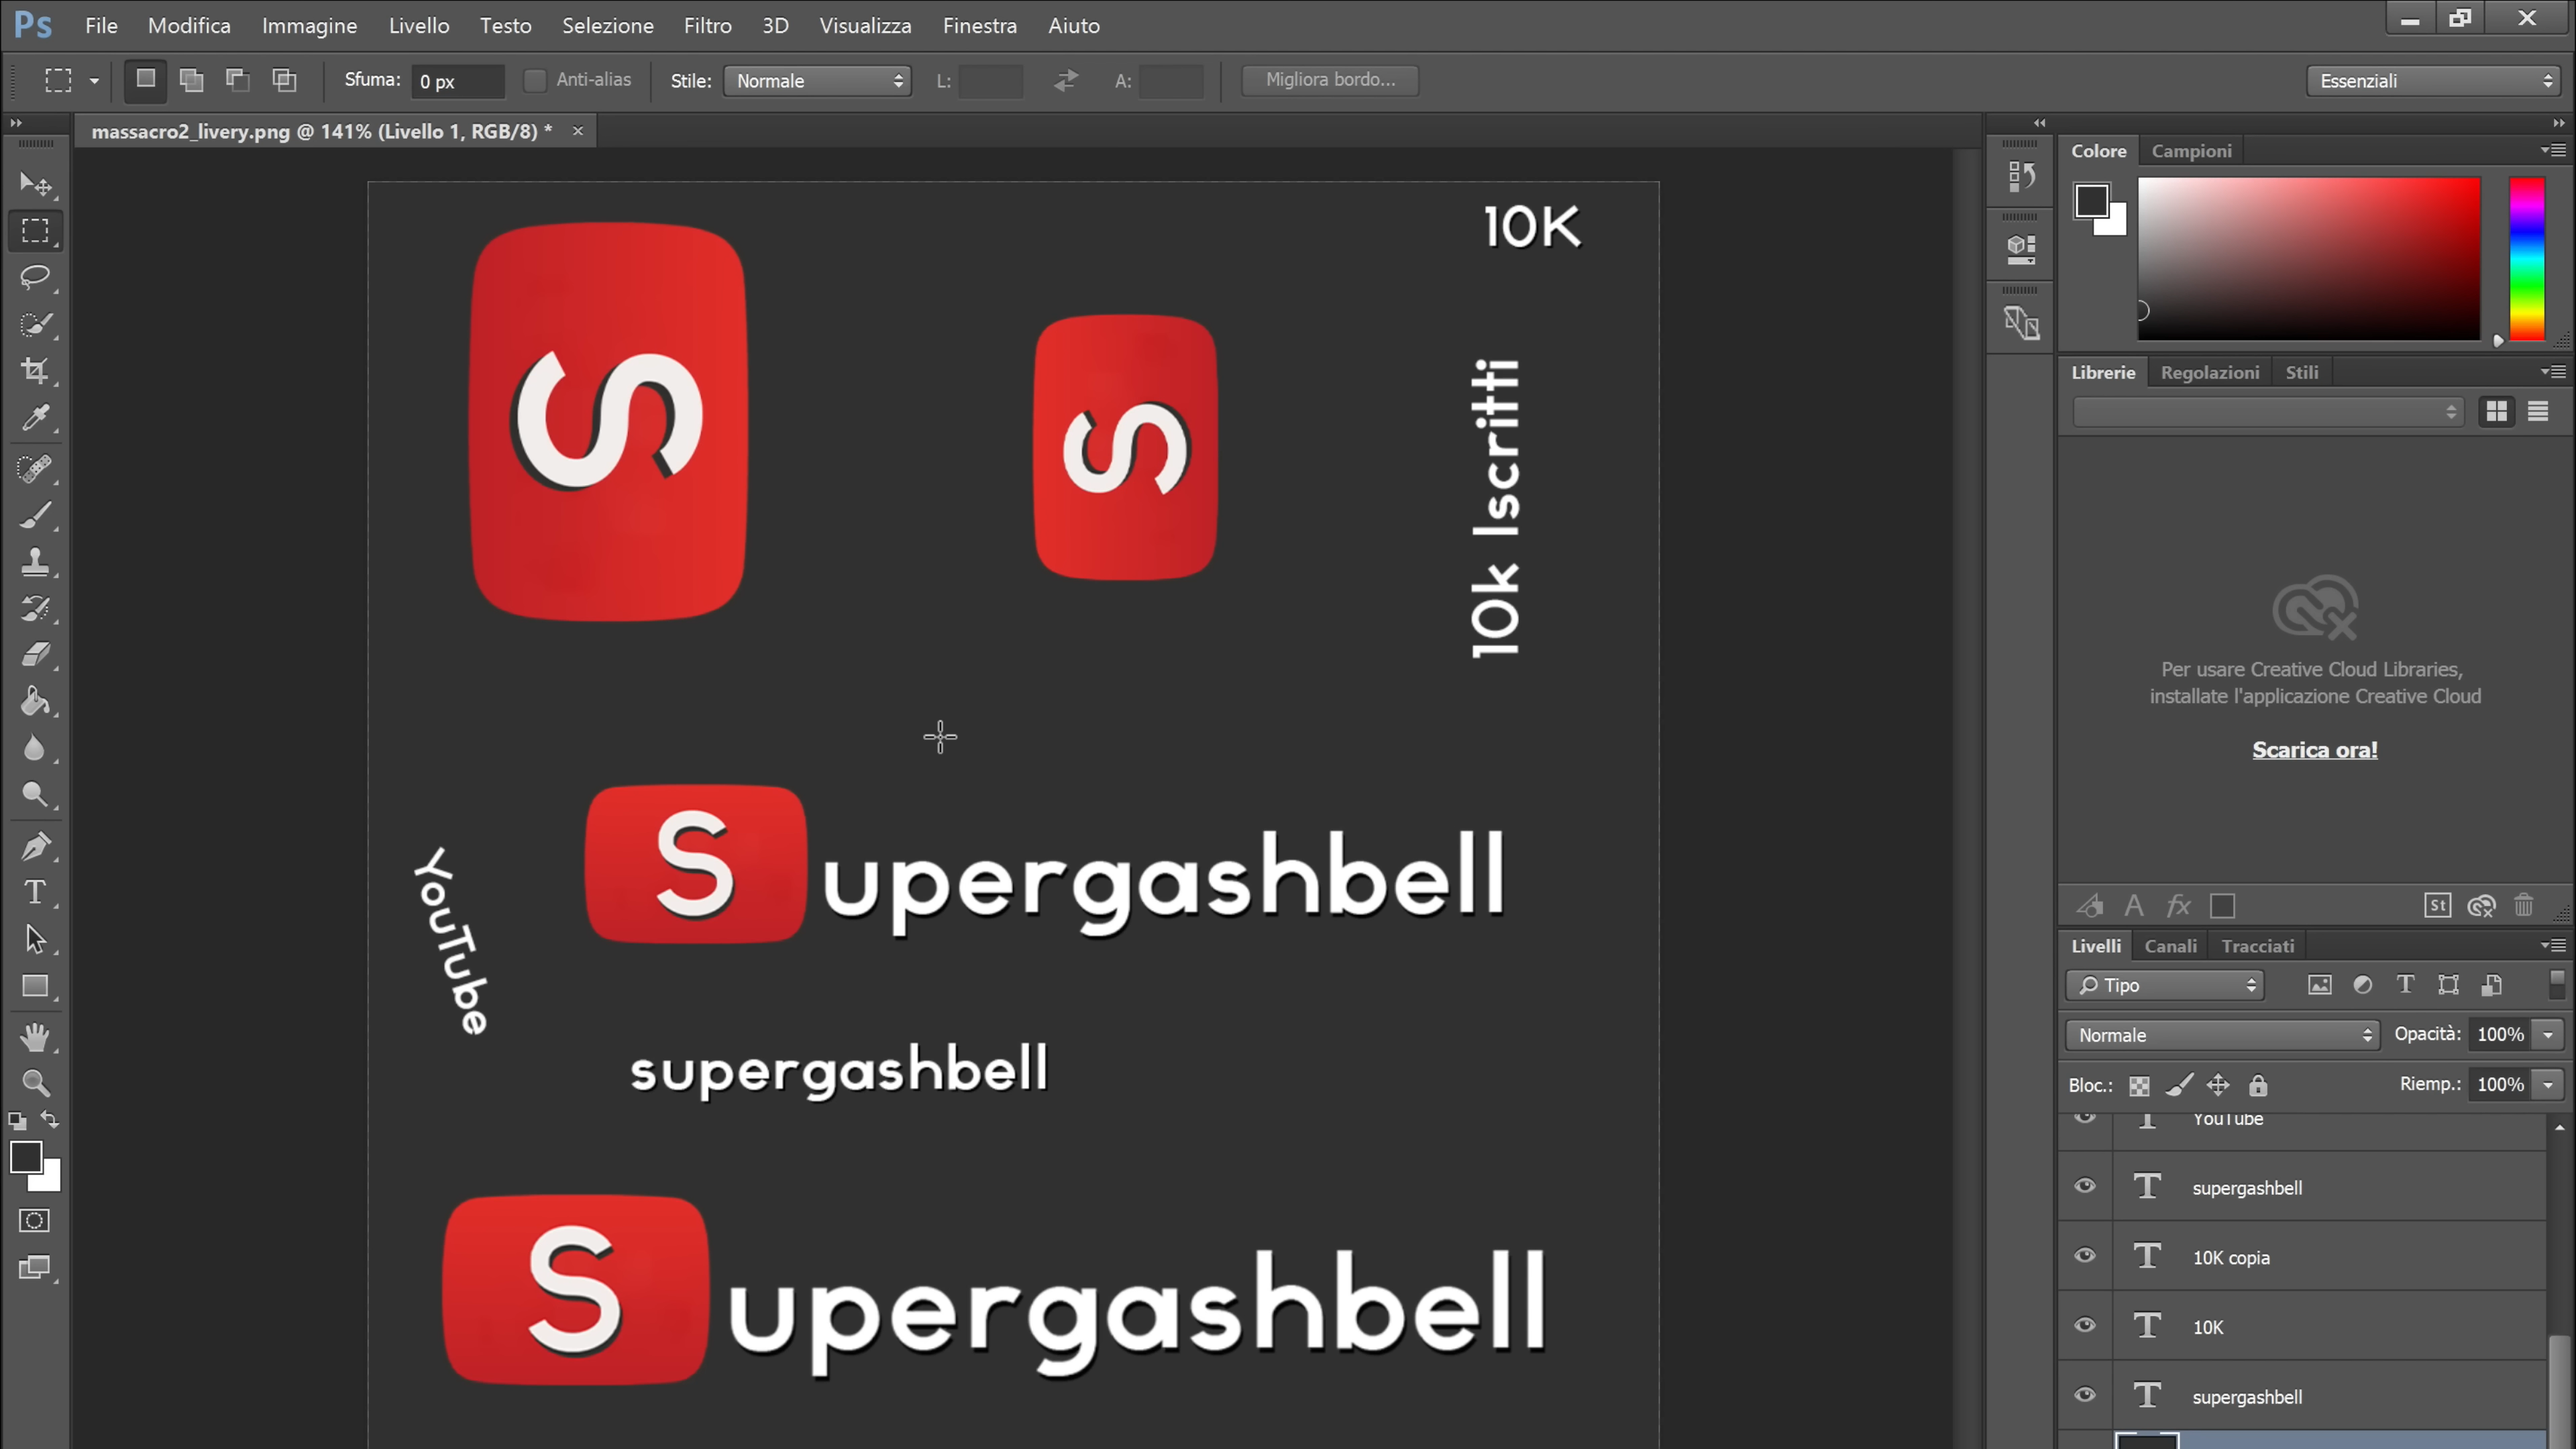 Ps File Modifica Immagine Livello Testo Selezione Filtro 3D Visualizza Finestra Aiuto
Sfuma: 0 px Anti-alias Stile: Normale L: A: Migliora bordo... Essenziali
massacro2_livery.png @ 141% (Livello 1, RGB/8) * ×
10K
S
S
10k Iscritti
Supergashbell
YouTube
supergashbell
Supergashbell
Colore Campioni
Librerie Regolazioni Stili
Per usare Creative Cloud Libraries,
installate l'applicazione Creative Cloud
Scarica ora!
A fx St
Livelli Canali Tracciati
Tipo
Normale Opacità: 100%
Bloc.: Riemp.: 100%
YouTube
T supergashbell
T 10K copia
T 10K
T supergashbell